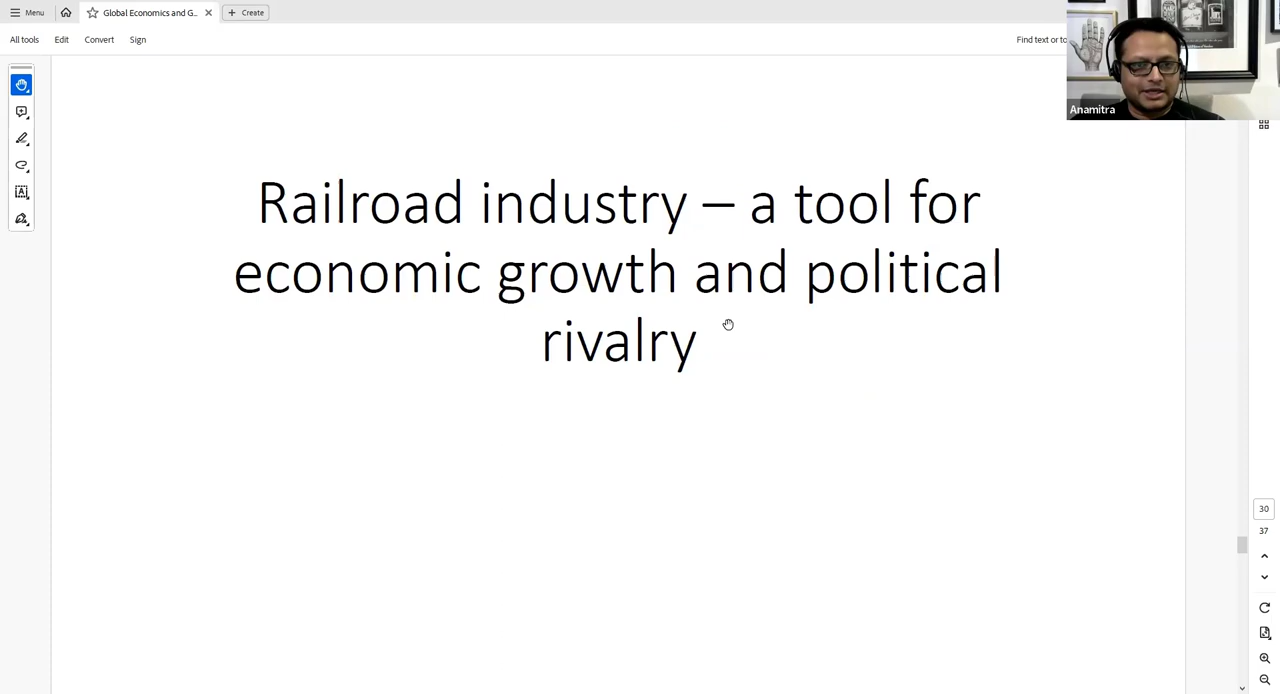 Menu
Global Economics and G...
Create
All tools
Edit
Convert
Sign
Find text or to
Anamitra
Railroad industry – a tool for
economic growth and political
rivalry
30
37